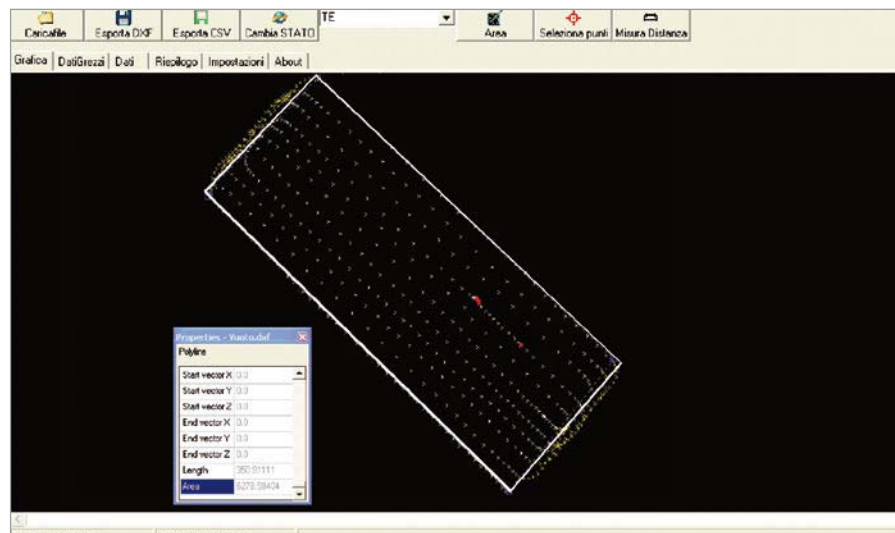 TE
Caricafile Esporta DXF Esporta CSV Cambia STATO Area Seleziona punti Misura Distanza
Grafica DatiGrezzi Dati Riepilogo Impostazioni About
Properties - Vuoto.dxf
Polyline
Start vector X 0.0
Start vector Y 0.0
Start vector Z 0.0
End vector X 0.0
End vector Y 0.0
End vector Z 0.0
Length 350.91111
Area